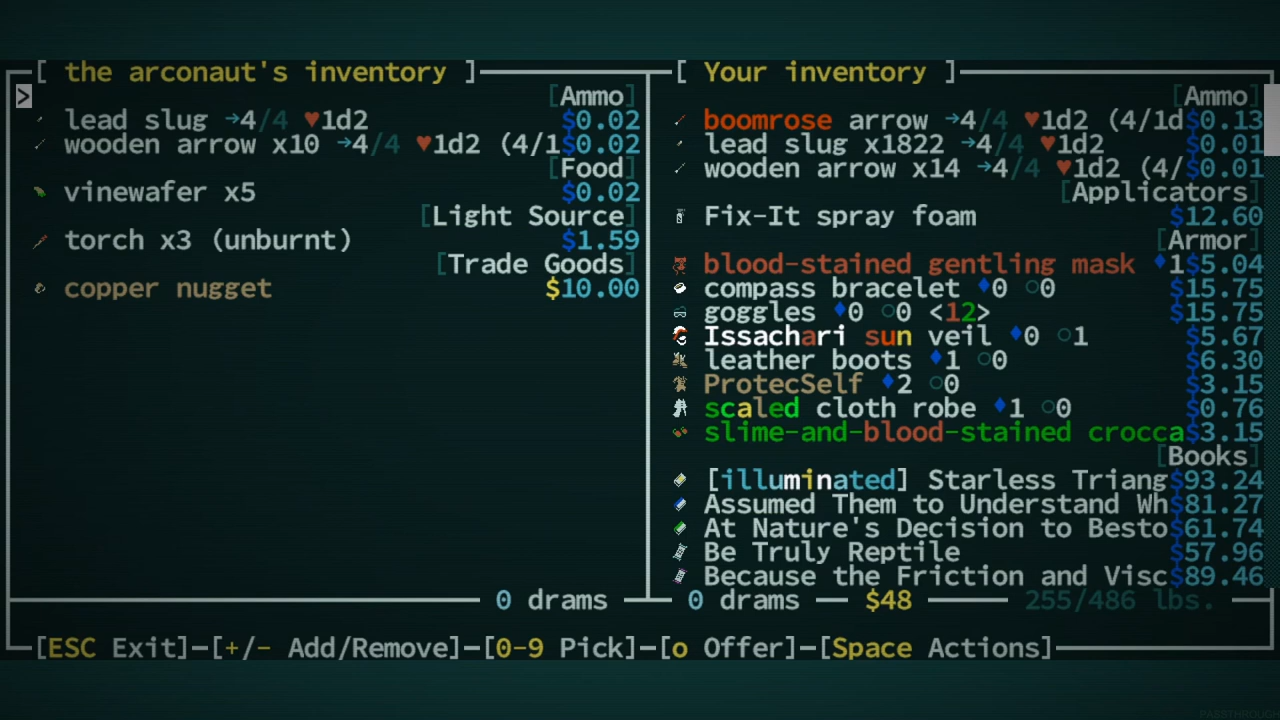 [ the arconaut's inventory ]
[Ammo]
>
lead slug →4/4 ♥1d2 $0.02
wooden arrow x10 →4/4 ♥1d2 (4/1 $0.02
[Food]
vinewafer x5 $0.02
[Light Source]
torch x3 (unburnt) $1.59
[Trade Goods]
copper nugget $10.00
0 drams
[ Your inventory ]
[Ammo]
boomrose arrow →4/4 ♥1d2 (4/1d $0.13
lead slug x1822 →4/4 ♥1d2 $0.01
wooden arrow x14 →4/4 ♥1d2 (4/ $0.01
[Applicators]
Fix-It spray foam $12.60
[Armor]
blood-stained gentling mask ♦1 $5.04
compass bracelet ♦0 ○0 $15.75
goggles ♦0 ○0 <12> $15.75
Issachari sun veil ♦0 ○1 $5.67
leather boots ♦1 ○0 $6.30
ProtecSelf ♦2 ○0 $3.15
scaled cloth robe ♦1 ○0 $0.76
slime-and-blood-stained crocca $3.15
[Books]
[illuminated] Starless Triang $93.24
Assumed Them to Understand Wh $81.27
At Nature's Decision to Besto $61.74
Be Truly Reptile $57.96
Because the Friction and Visc $89.46
0 drams $48 255/486 lbs.
[ESC Exit]-[+/- Add/Remove]-[0-9 Pick]-[o Offer]-[Space Actions]